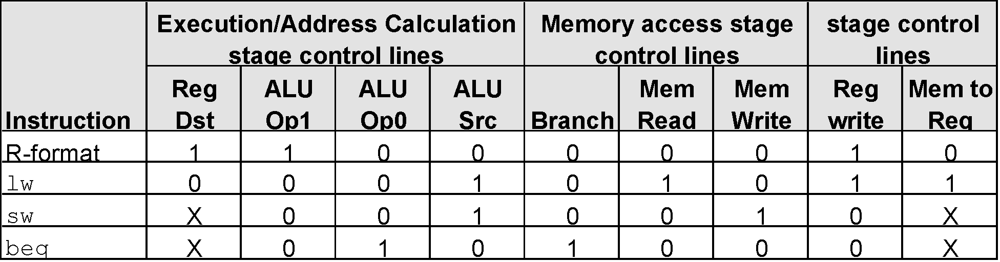 Execution/Address Calculation Memory access stage stage control
stage control lines control lines lines
Reg ALU ALU ALU Mem Mem Reg Mem to
Instruction Dst Op1 Op0 Src Branch Read Write write Reg
R-format 1 1 0 0 0 0 0 1 0
lw 0 0 0 1 0 1 0 1 1
sw X 0 0 1 0 0 1 0 X
beq X 0 1 0 1 0 0 0 X